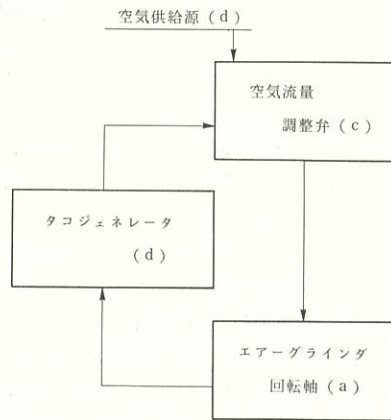 空気供給源(d)
空気流量
調整弁(c)
タコジェネレータ
(d)
エアーグラインダ
回転軸(a)